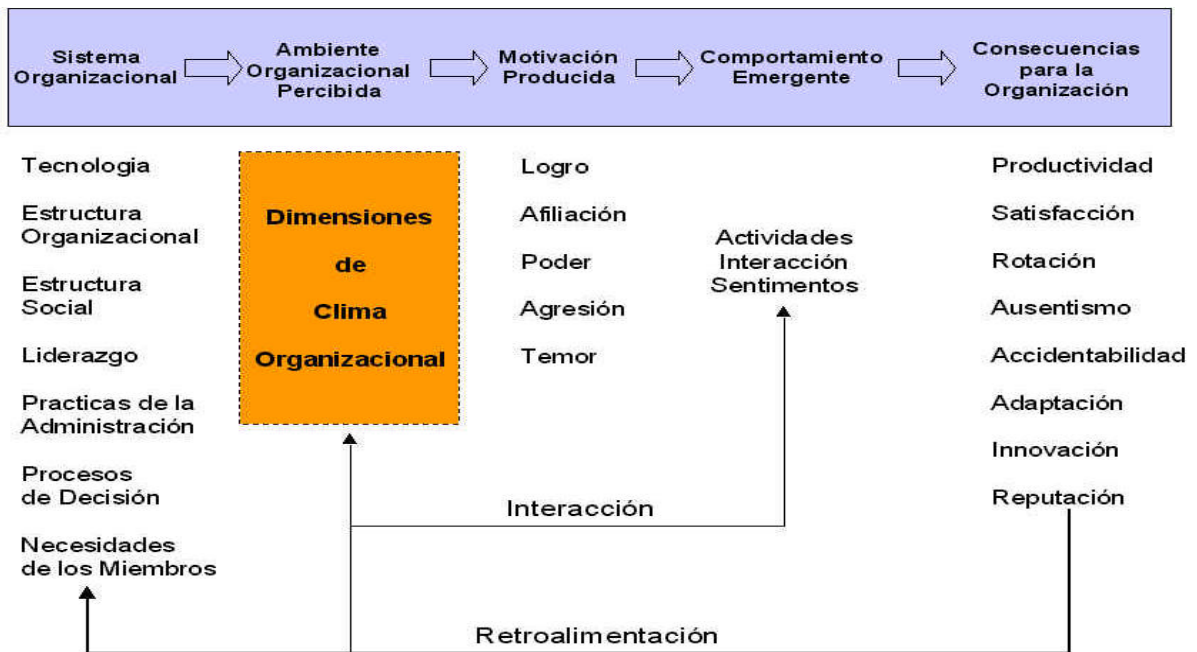 Sistema
Organizacional
Ambiente
Organizacional
Percibida
Motivación
Producida
Comportamiento
Emergente
Consecuencias
para la
Organización
Tecnologia
Estructura
Organizacional
Estructura
Social
Liderazgo
Practicas de la
Administración
Procesos
de Decisión
Necesidades
de los Miembros
Dimensiones
de
Clima
Organizacional
Logro
Afiliación
Poder
Agresión
Temor
Actividades
Interacción
Sentimentos
Productividad
Satisfacción
Rotación
Ausentismo
Accidentabilidad
Adaptación
Innovación
Reputación
Interacción
Retroalimentación